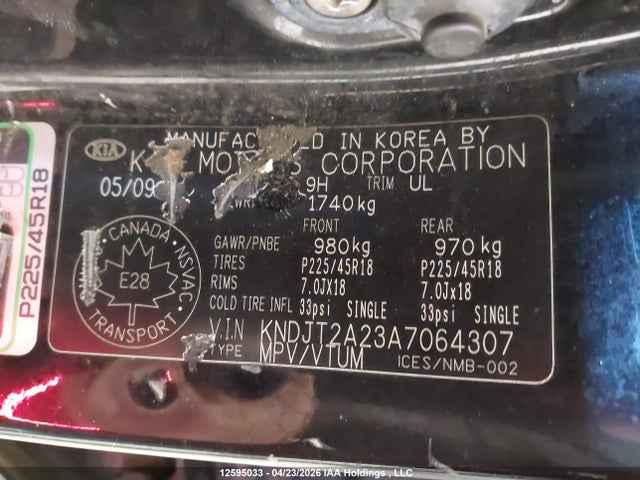 KIA
MANUFAC ED IN KOREA BY
K MOT S CORPORATION
05/09 9H TRIM UL
1740kg
FRONT REAR
GAWR/PNBE 980kg 970kg
TIRES P225/45R18 P225/45R18
RIMS 7.0Jx18 7.0Jx18
COLD TIRE INFL 33psi SINGLE 33psi SINGLE
V.I.N KNDJT2A23A7064307
TYPE MPV/VTUM ICES/NMB-002
CANADA
NSVAC
E28
TRANSPORT
P225/45R18
12595033 - 04/23/2026 IAA Holdings , LLC